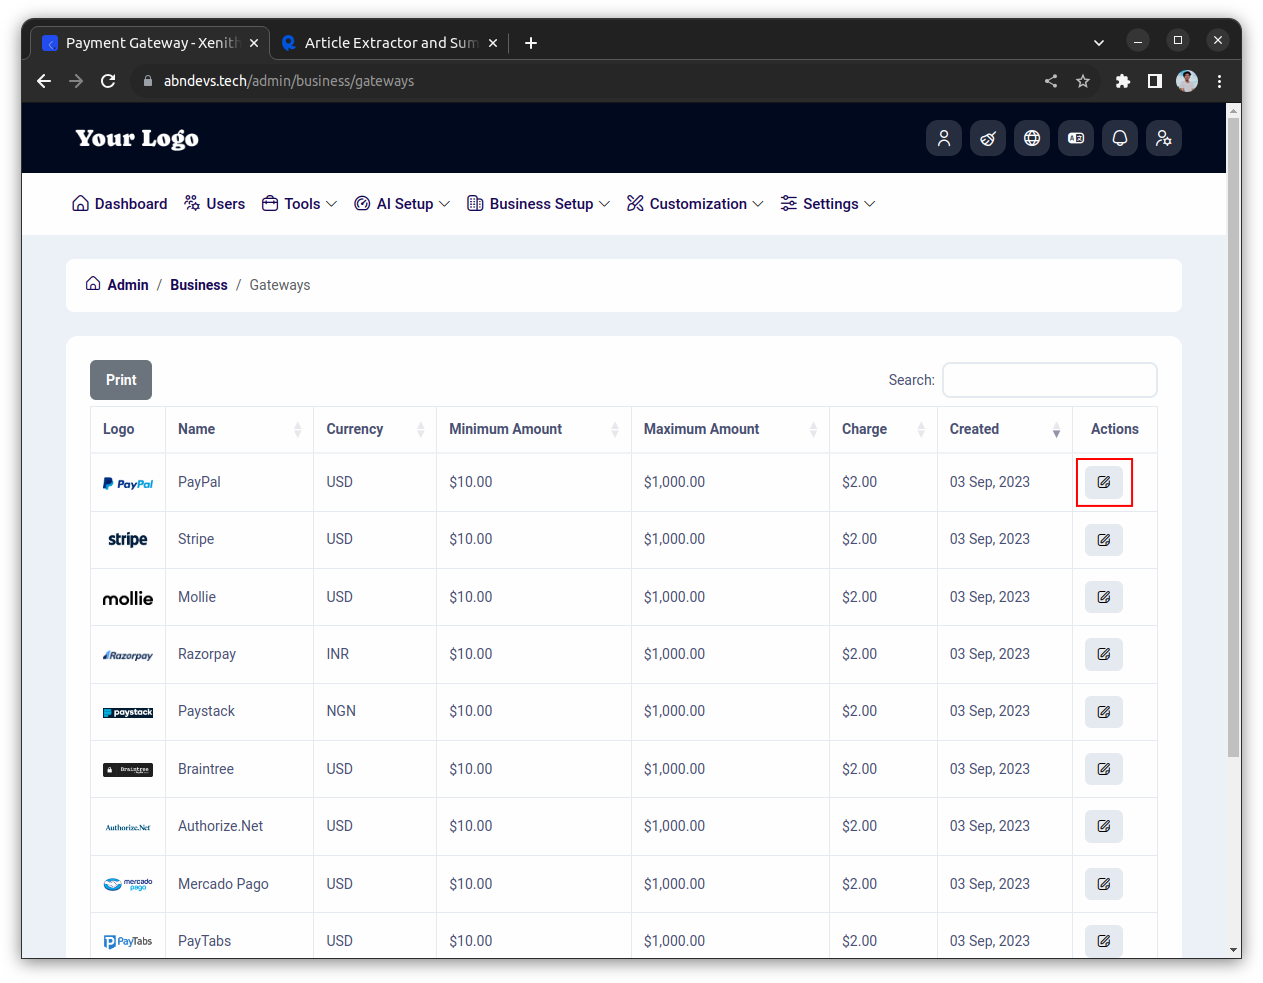 Payment Gateway - Xenith
Article Extractor and Sum
abndevs.tech/admin/business/gateways
Your Logo
Dashboard Users Tools AI Setup Business Setup Customization Settings
Admin / Business / Gateways
Print Search:
Logo Name Currency Minimum Amount Maximum Amount Charge Created Actions
PayPal PayPal USD $10.00 $1,000.00 $2.00 03 Sep, 2023
stripe Stripe USD $10.00 $1,000.00 $2.00 03 Sep, 2023
mollie Mollie USD $10.00 $1,000.00 $2.00 03 Sep, 2023
Razorpay Razorpay INR $10.00 $1,000.00 $2.00 03 Sep, 2023
paystack Paystack NGN $10.00 $1,000.00 $2.00 03 Sep, 2023
Braintree Braintree USD $10.00 $1,000.00 $2.00 03 Sep, 2023
Authorize.Net Authorize.Net USD $10.00 $1,000.00 $2.00 03 Sep, 2023
mercado pago Mercado Pago USD $10.00 $1,000.00 $2.00 03 Sep, 2023
PayTabs PayTabs USD $10.00 $1,000.00 $2.00 03 Sep, 2023